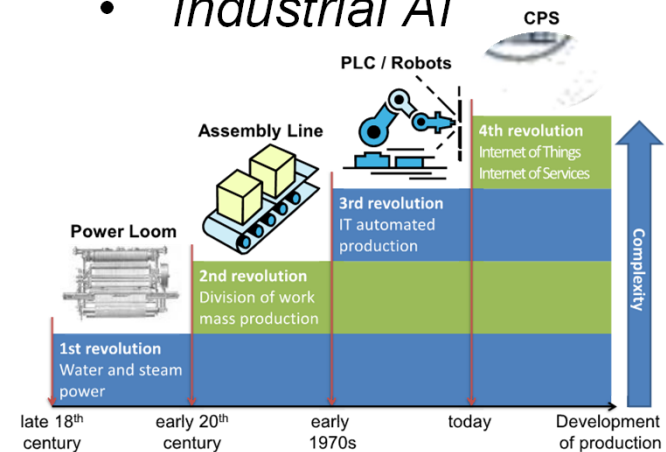 • Industrial AI
CPS
PLC / Robots
Assembly Line
4th revolution
Internet of Things
Internet of Services
3rd revolution
IT automated
production
Power Loom
2nd revolution
Division of work
mass production
Complexity
1st revolution
Water and steam
power
late 18th
century
early 20th
century
early
1970s
today
Development
of production